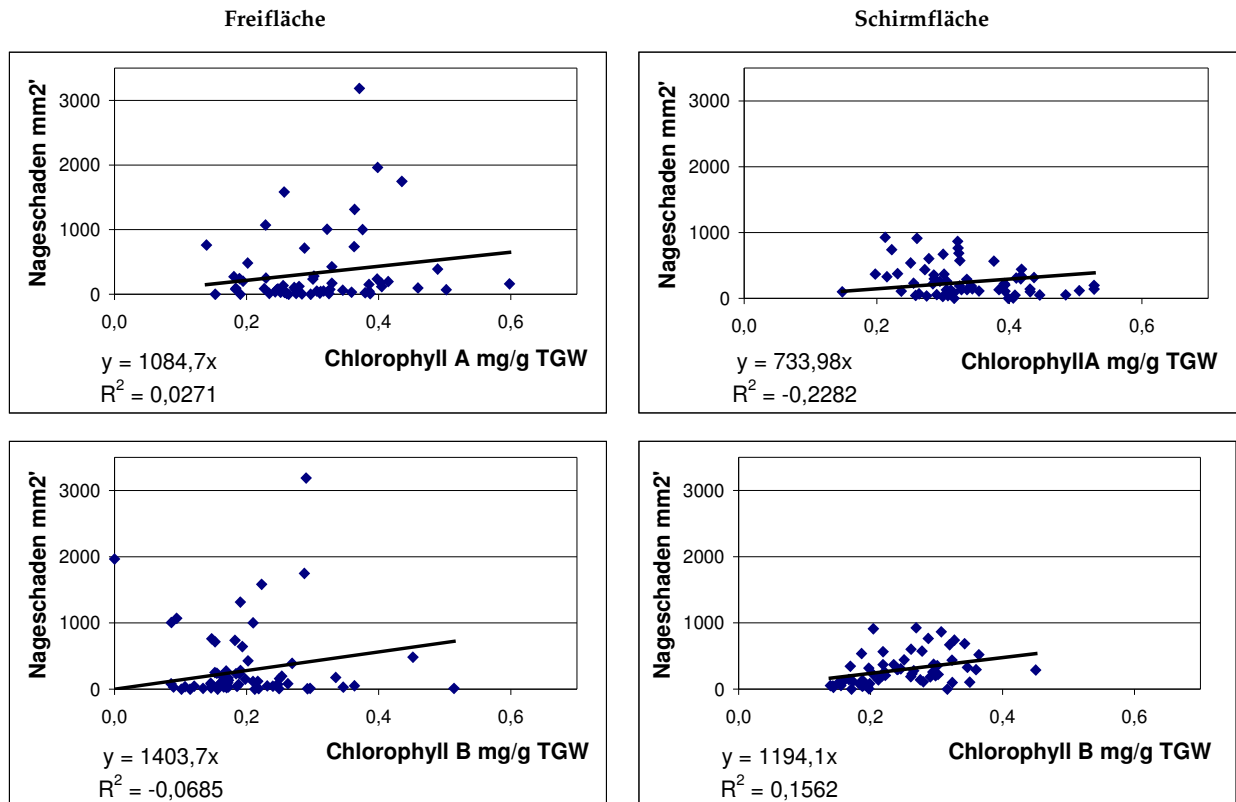 Freifläche
Schirmfläche
Nageschaden mm2'
3000
2000
1000
0
0,0 0,2 0,4 0,6
y = 1084,7x
Chlorophyll A mg/g TGW
R² = 0,0271
Nageschaden mm2'
3000
2000
1000
0
0,0 0,2 0,4 0,6
y = 733,98x
ChlorophyllA mg/g TGW
R² = -0,2282
Nageschaden mm2'
3000
2000
1000
0
0,0 0,2 0,4 0,6
y = 1403,7x
Chlorophyll B mg/g TGW
R² = -0,0685
Nageschaden mm2'
3000
2000
1000
0
0,0 0,2 0,4 0,6
y = 1194,1x
Chlorophyll B mg/g TGW
R² = 0,1562